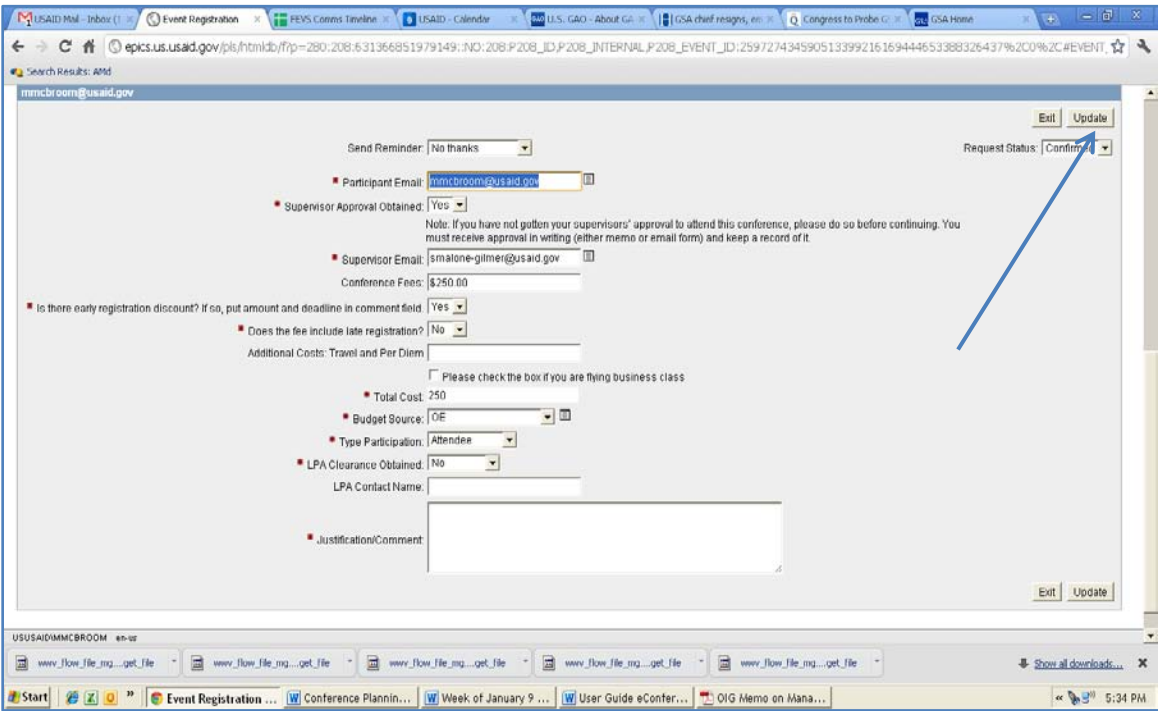 USAID Mail - Inbox (1
Event Registration
FEVS Comms Timeline
USAID - Calendar
U.S. GAO - About GA
GSA chief resigns, em
Congress to Probe G
GSA Home
epics.us.usaid.gov/pls/htmldb/f?p=280:208:631366851979149::NO:208:P208_ID,P208_INTERNAL,P208_EVENT_ID:259727434590513399216169444653388326437%2C0%2C#EVENT_
Search Results: AMd
mmcbroom@usaid.gov
Exit Update
Send Reminder: No thanks
Request Status: Confirmed
Participant Email: mmcbroom@usaid.gov
Supervisor Approval Obtained: Yes
Note: If you have not gotten your supervisors' approval to attend this conference, please do so before continuing. You
must receive approval in writing (either memo or email form) and keep a record of it.
Supervisor Email: smalone-gilmer@usaid.gov
Conference Fees: $250.00
Is there early registration discount? If so, put amount and deadline in comment field. Yes
Does the fee include late registration? No
Additional Costs: Travel and Per Diem
Please check the box if you are flying business class
Total Cost: 250
Budget Source: OE
Type Participation: Attendee
LPA Clearance Obtained: No
LPA Contact Name:
Justification/Comment:
Exit Update
USUSAID\MMCBROOM en-us
wwv_flow_file_mg....get_file
wwv_flow_file_mg....get_file
wwv_flow_file_mg....get_file
wwv_flow_file_mg....get_file
wwv_flow_file_mg....get_file
Show all downloads...
Start
Event Registration ...
Conference Plannin...
Week of January 9 ...
User Guide eConfer...
OIG Memo on Mana...
5:34 PM